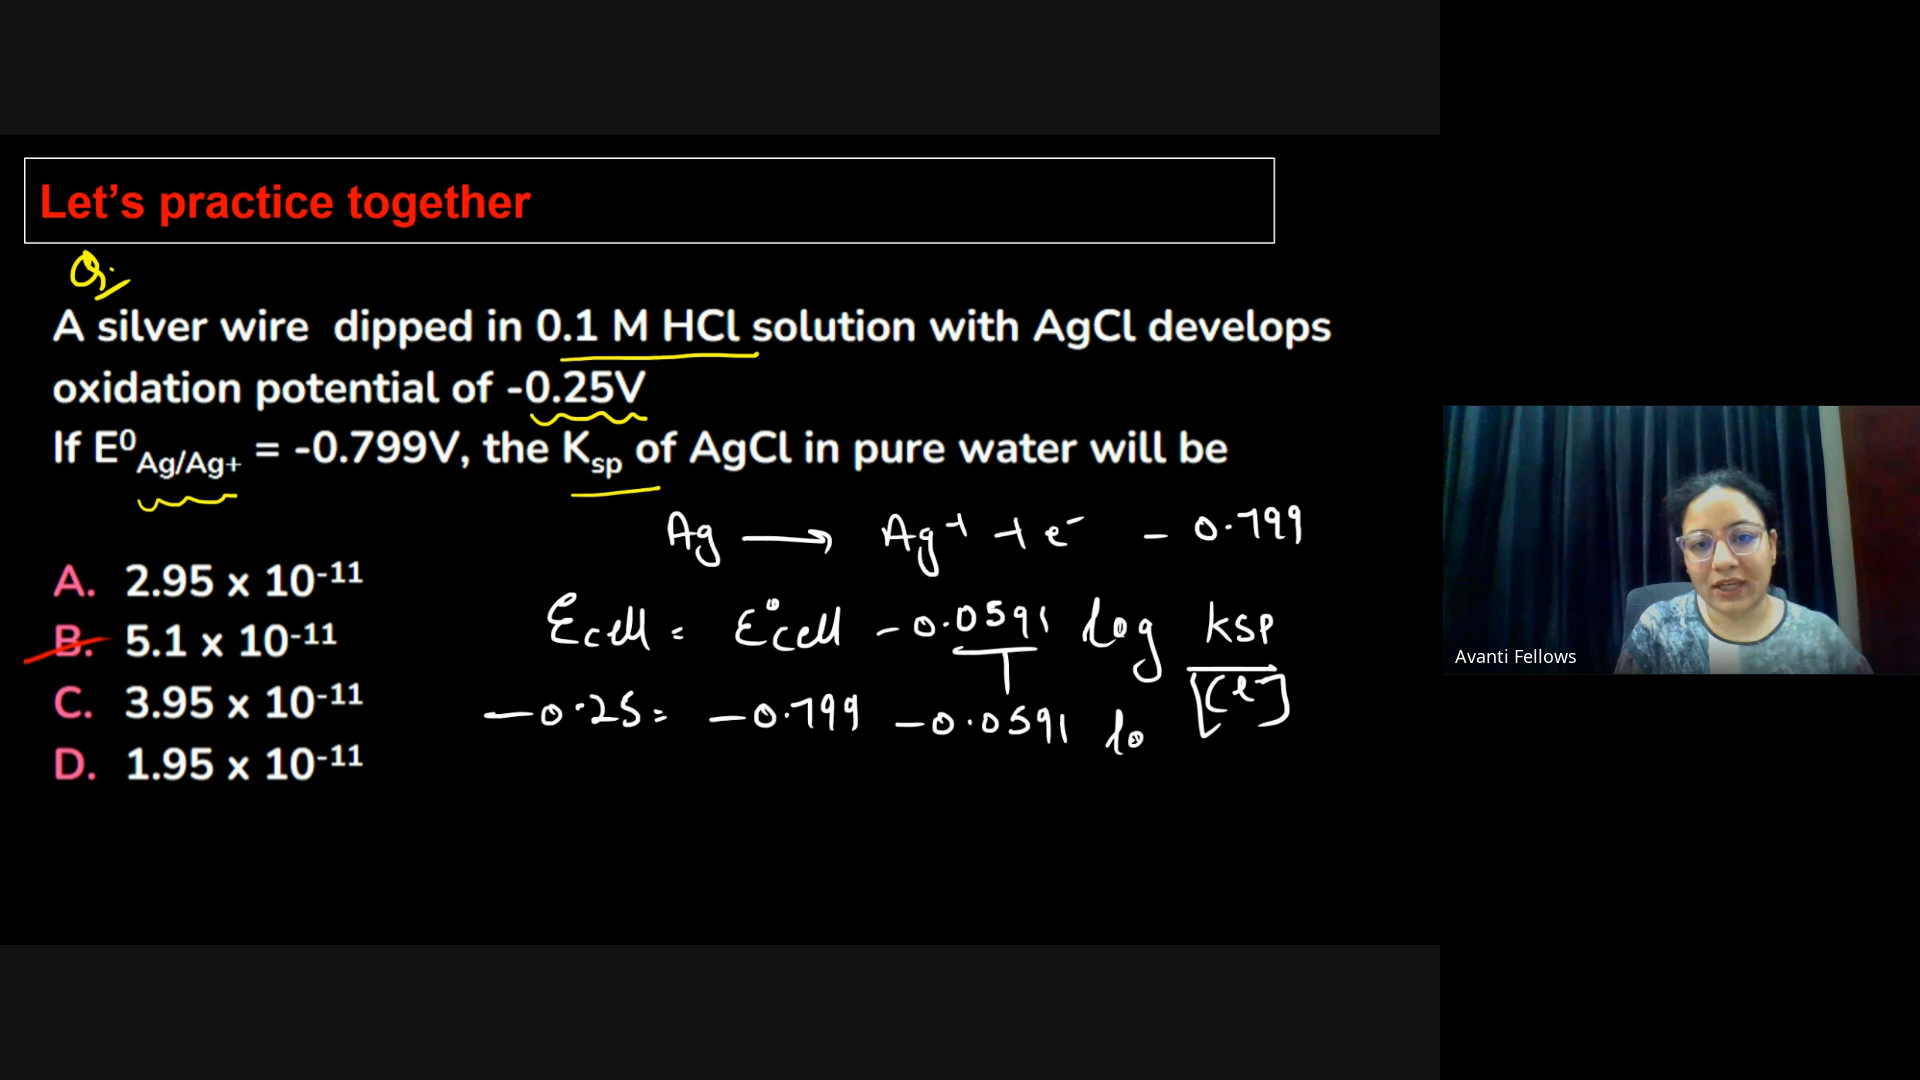 Let's practice together
Q.
A silver wire dipped in 0.1 M HCl solution with AgCl develops
oxidation potential of -0.25V
If E⁰Ag/Ag+ = -0.799V, the Ksp of AgCl in pure water will be
Ag ⟶ Ag⁺ + e⁻ - 0.799
A. 2.95 x 10⁻¹¹
B. 5.1 x 10⁻¹¹
C. 3.95 x 10⁻¹¹
D. 1.95 x 10⁻¹¹
Ecell = E°cell - 0.0591/1 log ksp/[Cl⁻]
-0.25 = -0.799 - 0.0591 lo
Avanti Fellows